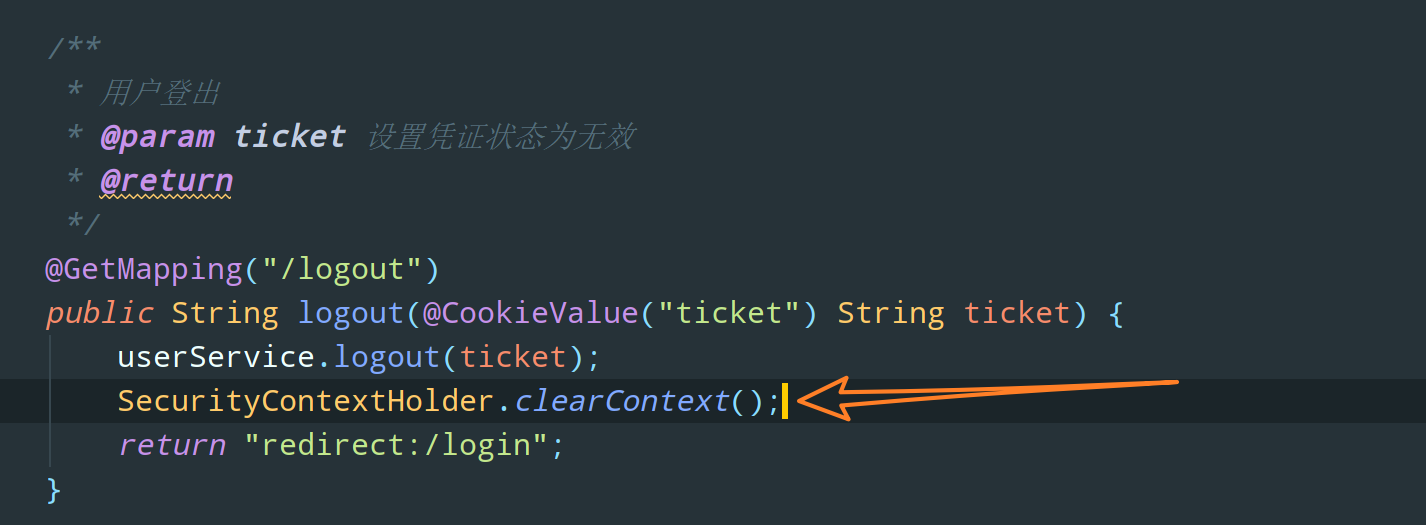 /**
 * 用户登出
 * @param ticket 设置凭证状态为无效
 * @return
 */
@GetMapping("/logout")
public String logout(@CookieValue("ticket") String ticket) {
    userService.logout(ticket);
    SecurityContextHolder.clearContext();
    return "redirect:/login";
}